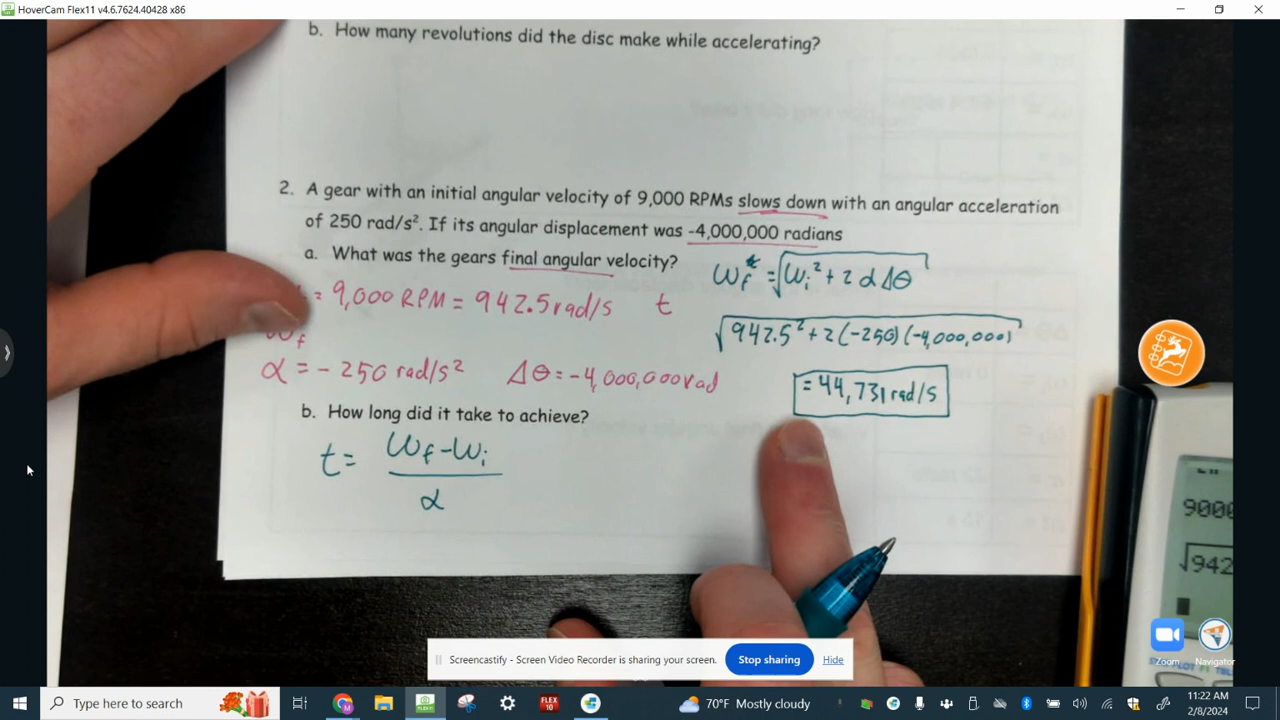 HoverCam Flex11 v4.6.7624.40428 x86
b. How many revolutions did the disc make while accelerating?
2. A gear with an initial angular velocity of 9,000 RPMs slows down with an angular acceleration
of 250 rad/s². If its angular displacement was -4,000,000 radians
a. What was the gears final angular velocity?
ωf = √ωi² + 2 α Δθ
= 9,000 RPM = 942.5 rad/s t
ωf
√942.5² + 2(-250)(-4,000,000)
α = - 250 rad/s² Δθ = -4,000,000 rad
= 44,731 rad/s
b. How long did it take to achieve?
t = ωf - ωi
α
9000
√942
Screencastify - Screen Video Recorder is sharing your screen.
Stop sharing
Hide
Zoom
Navigator
Type here to search
FLEX
10
70°F Mostly cloudy
11:22 AM
2/8/2024